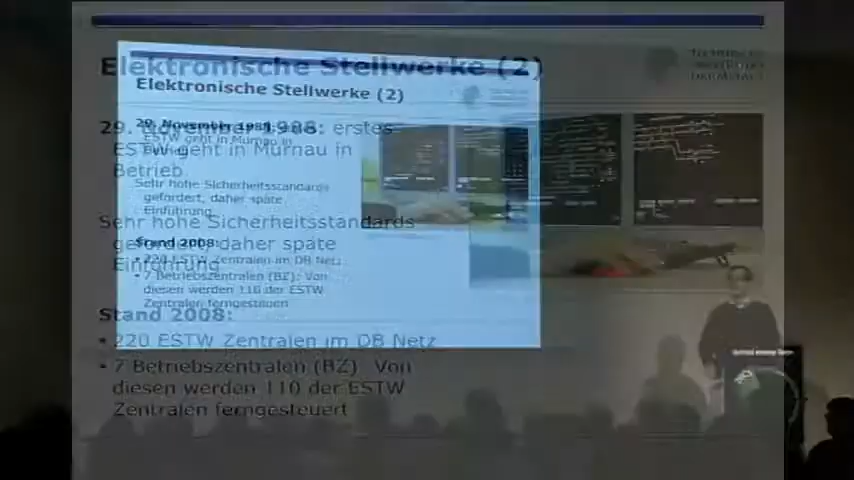 Elektronische Stellwerke (2)
29. November 1988: erstes
ESTW geht in Murnau in
Betrieb
Sehr hohe Sicherheitsstandards
gefordert, daher späte
Einführung
Stand 2008:
• 220 ESTW Zentralen im DB Netz
• 7 Betriebszentralen (BZ). Von
diesen werden 110 der ESTW
Zentralen ferngesteuert
Elektronische Stellwerke (2)
ESTW geht in Murnau in
Betrieb
Sehr hohe Sicherheitsstandards
gefordert, daher späte
Einführung
Stand 2008:
• 220 ESTW Zentralen im DB Netz
• 7 Betriebszentralen (BZ): Von
diesen werden 110 der ESTW
Zentralen ferngesteuert